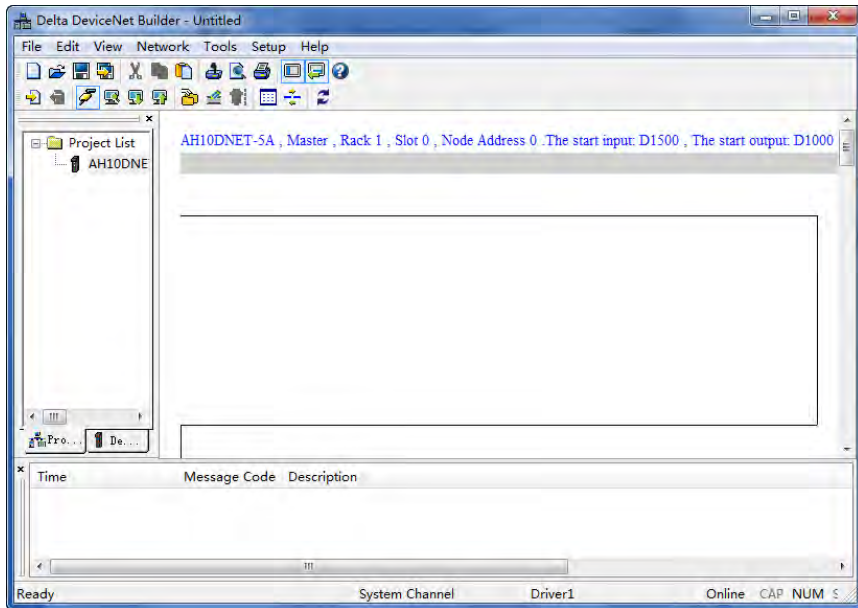 Delta DeviceNet Builder - Untitled
File Edit View Network Tools Setup Help
Project List
AH10DNE
AH10DNET-5A , Master , Rack 1 , Slot 0 , Node Address 0 .The start input: D1500 , The start output: D1000
Pro... De...
Time Message Code Description
Ready System Channel Driver1 Online CAP NUM S